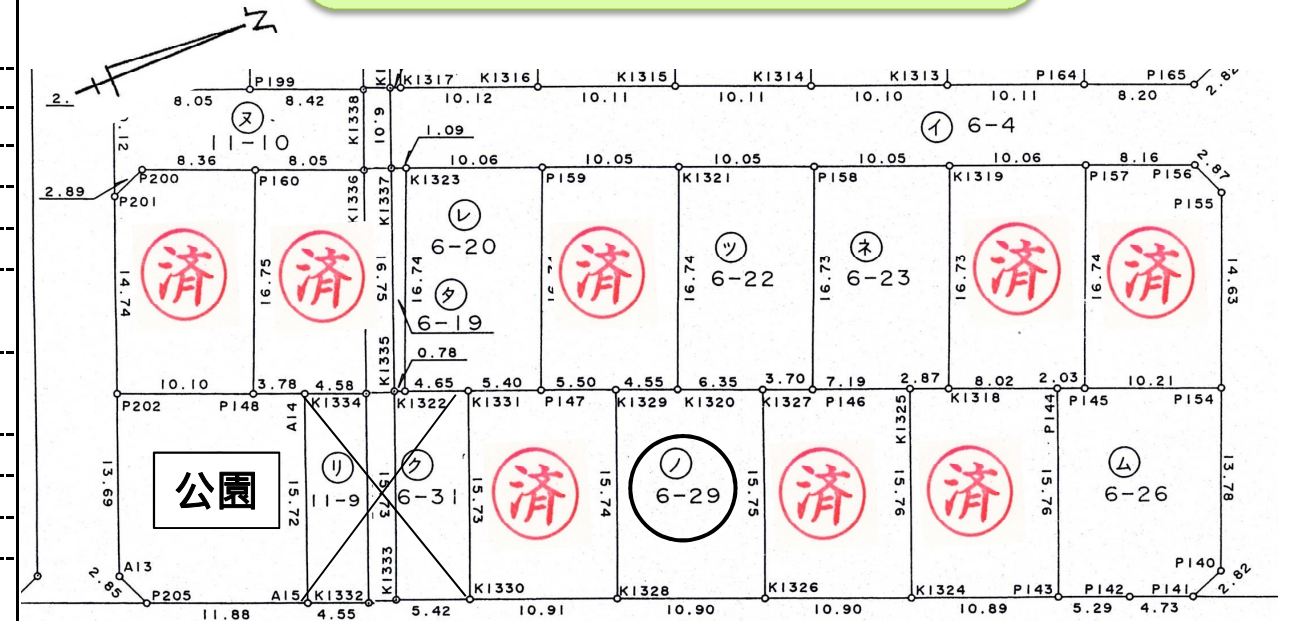 Z
K1317 K1316 K1315 K1314 K1313 P164 P165
2. P199 10.12 10.11 10.11 10.10 10.11 8.20 2.82
8.05 8.42 K1338 10.9
ヌ
11-10
1.09
イ 6-4
8.36 8.05 10.06 10.05 10.05 10.05 10.06 8.16 2.87
2.89 P200 P160 K1336 K1337 K1323 P159 K1321 P158 K1319 P157 P156
P201 P155
レ
6-20
ツ
6-22
ネ
6-23
済 済 済 済 済
14.74 16.75 16.75 16.74 16.74 16.73 16.73 16.74 14.63
タ
6-19
0.78
K1335
10.10 3.78 4.58 4.65 5.40 5.50 4.55 6.35 3.70 7.19 2.87 8.02 2.03 10.21
P202 P148 A14 K1334 K1322 K1331 P147 K1329 K1320 K1327 P146 K1325 K1318 P144 P145 P154
公園
リ
11-9
ク
6-31
済
ノ
6-29
済 済
ム
6-26
13.69 15.72 15.73 15.73 15.74 15.75 15.76 15.76 13.78
A13 P140
2.85 P205 A15 K1332 K1333 K1330 K1328 K1326 K1324 P143 P142 P141 2.82
11.88 4.55 5.42 10.91 10.90 10.90 10.89 5.29 4.73